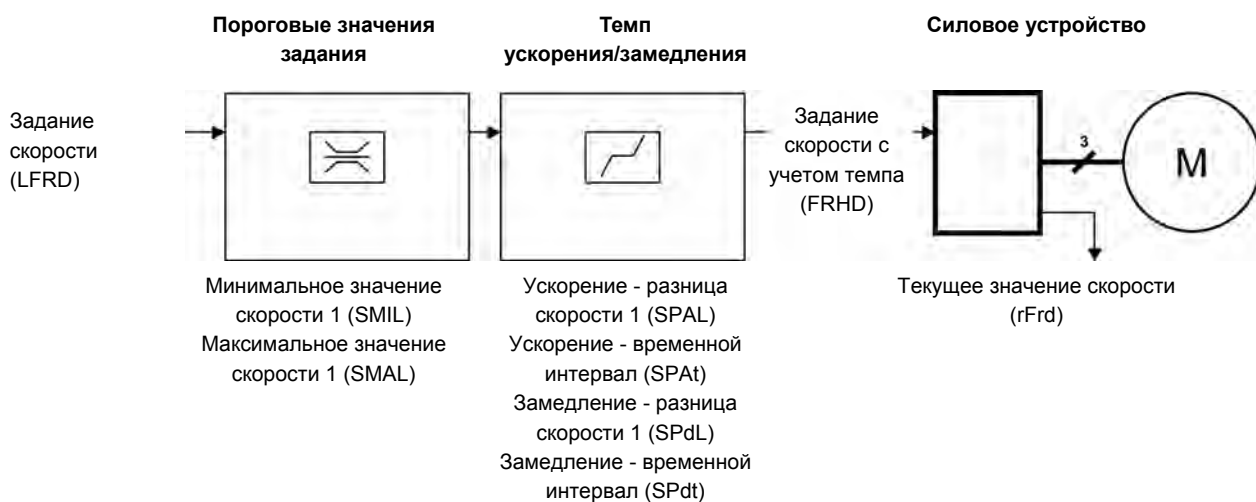 Пороговые значения
задания
Темп
ускорения/замедления
Силовое устройство
Задание
скорости
(LFRD)
Задание
скорости с
учетом темпа
(FRHD)
3
M
Минимальное значение
скорости 1 (SMIL)
Максимальное значение
скорости 1 (SMAL)
Ускорение - разница
скорости 1 (SPAL)
Ускорение - временной
интервал (SPAt)
Замедление - разница
скорости 1 (SPdL)
Замедление - временной
интервал (SPdt)
Текущее значение скорости
(rFrd)